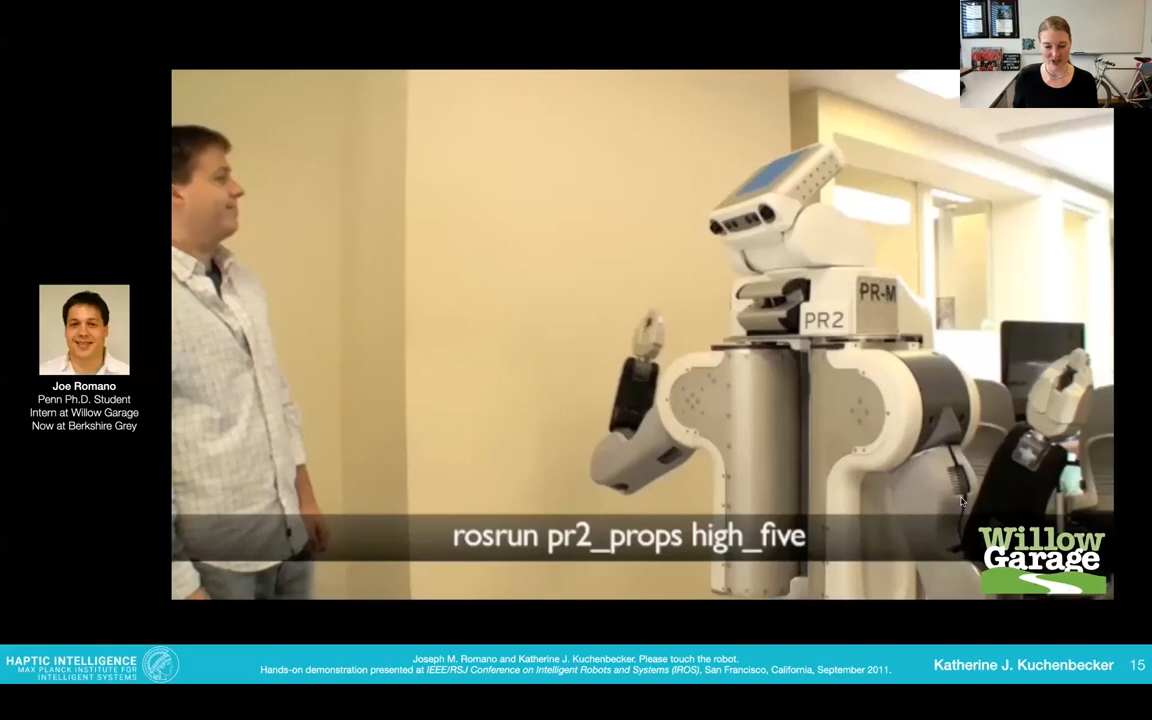 PR-M
PR2
Joe Romano
Penn Ph.D. Student
Intern at Willow Garage
Now at Berkshire Grey
rosrun pr2_props high_five
Willow
Garage
HAPTIC INTELLIGENCE
MAX PLANCK INSTITUTE FOR
INTELLIGENT SYSTEMS
Joseph M. Romano and Katherine J. Kuchenbecker. Please touch the robot.
Hands-on demonstration presented at IEEE/RSJ Conference on Intelligent Robots and Systems (IROS), San Francisco, California, September 2011.
Katherine J. Kuchenbecker 15